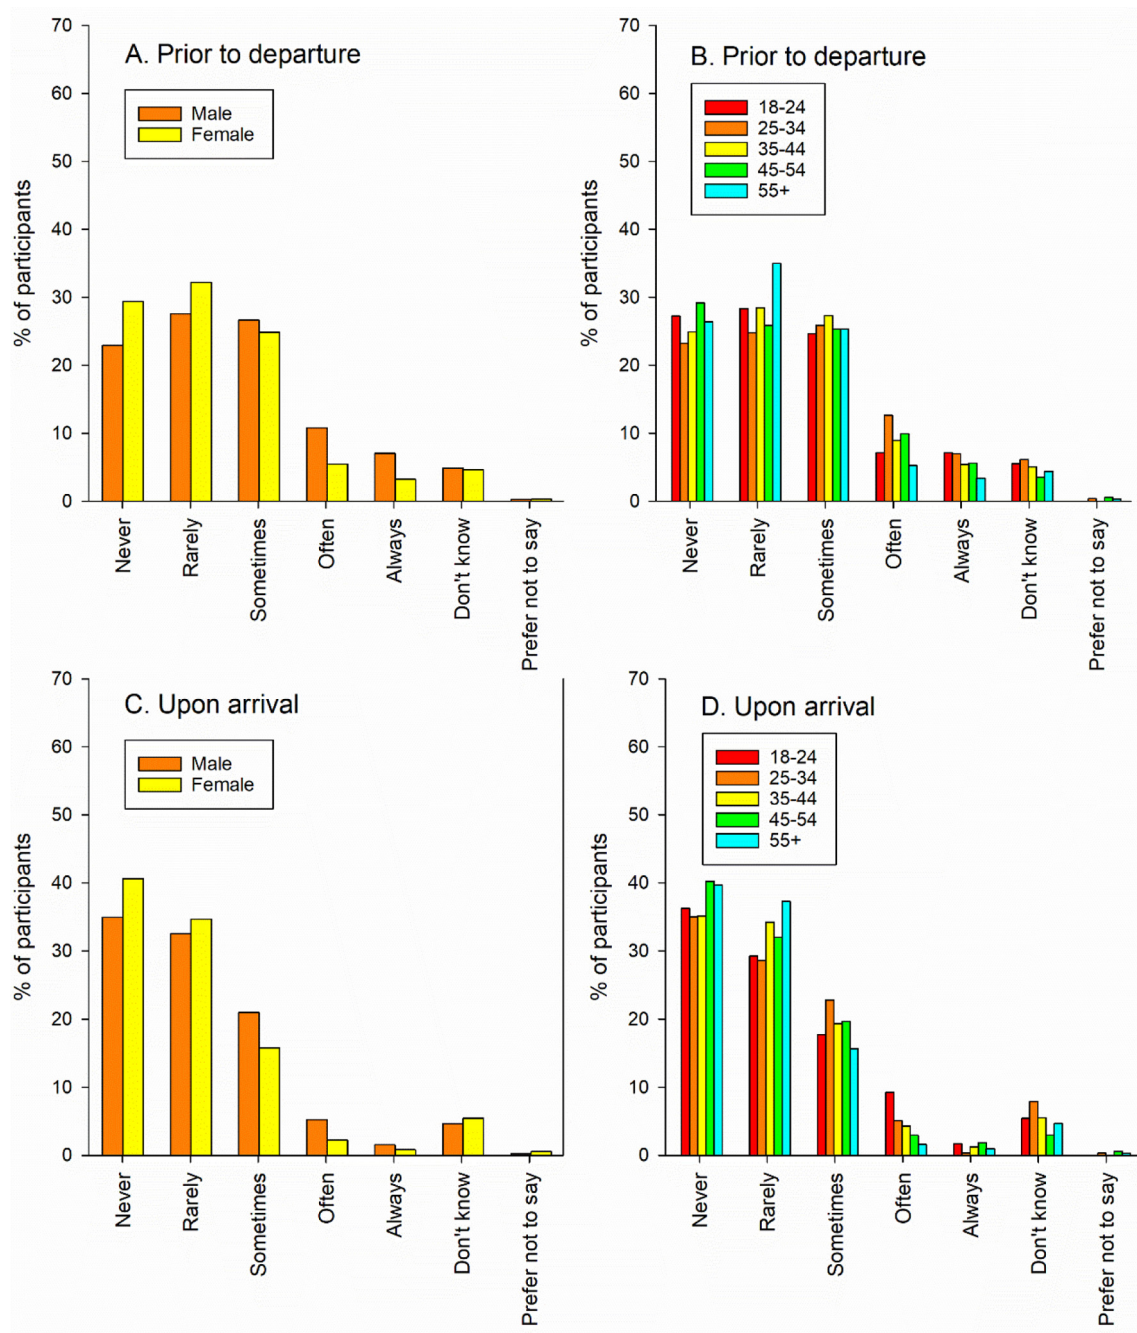 A. Prior to departure
Male
Female
% of participants
70
60
50
40
30
20
10
0
Never
Rarely
Sometimes
Often
Always
Don't know
Prefer not to say
B. Prior to departure
18-24
25-34
35-44
45-54
55+
% of participants
70
60
50
40
30
20
10
0
Never
Rarely
Sometimes
Often
Always
Don't know
Prefer not to say
C. Upon arrival
Male
Female
% of participants
70
60
50
40
30
20
10
0
Never
Rarely
Sometimes
Often
Always
Don't know
Prefer not to say
D. Upon arrival
18-24
25-34
35-44
45-54
55+
% of participants
70
60
50
40
30
20
10
0
Never
Rarely
Sometimes
Often
Always
Don't know
Prefer not to say